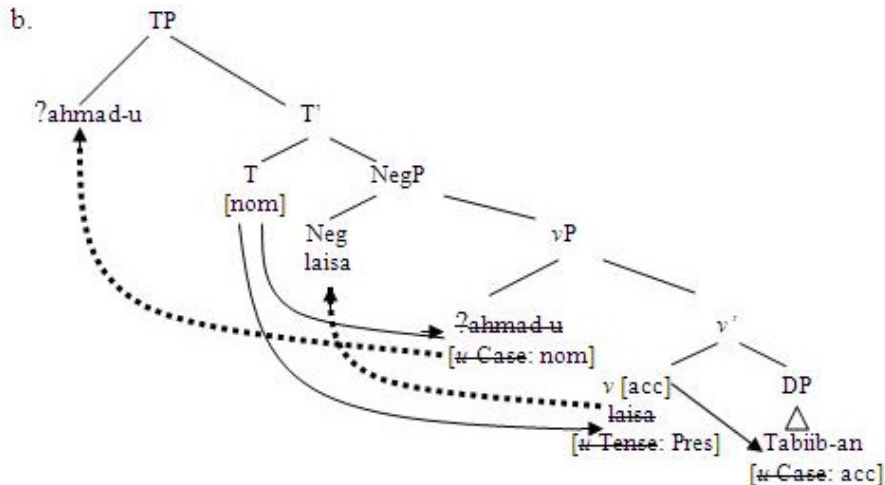 b. TP
?ahmad-u T'
T NegP
[nom]
Neg vP
laisa
?ahmad-u v'
[u Case: nom]
v [acc] DP
laisa
[u Tense: Pres] Tabiib-an
[u Case: acc]